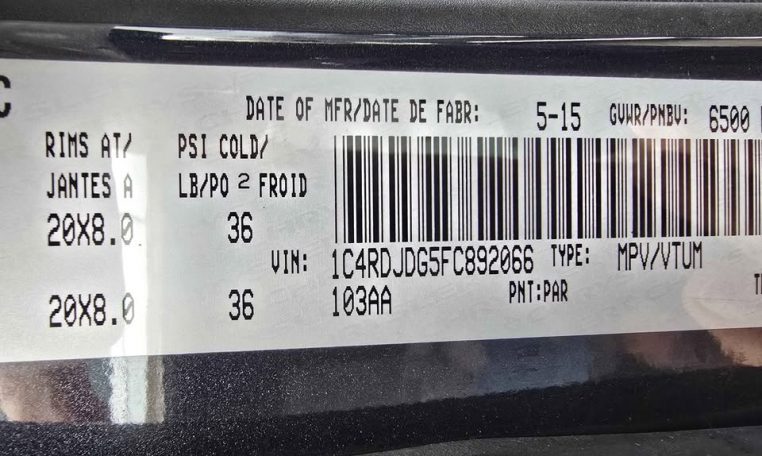 C
DATE OF MFR/DATE DE FABR: 5-15 GVWR/PNBV: 6500
RIMS AT/ PSI COLD/
JANTES A LB/PO 2 FROID
20X8.0 36
VIN: 1C4RDJDG5FC892066 TYPE: MPV/VTUM
20X8.0 36 103AA PNT:PAR